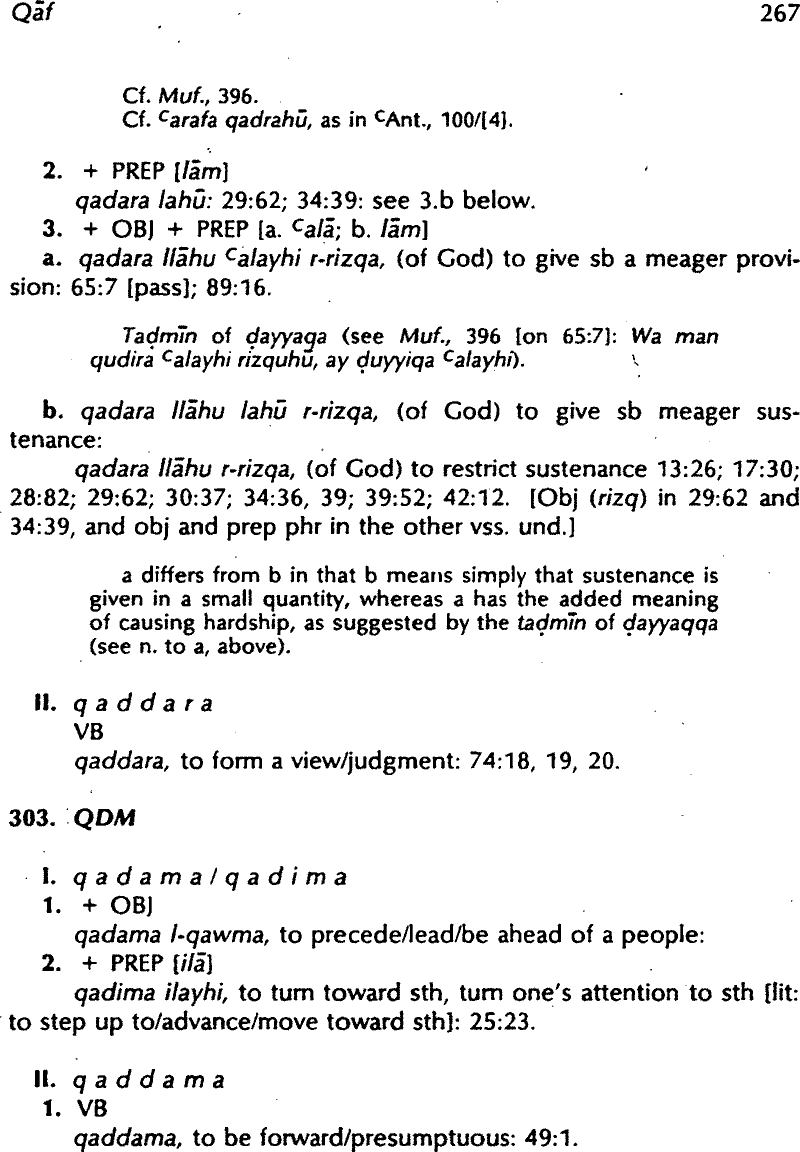 Qāf 267
Cf. Muf., 396.
Cf. ᶜarafa qadrahū, as in ᶜAnt., 100/[4].
2. + PREP [lām]
qadara lahū: 29:62; 34:39: see 3.b below.
3. + OBJ + PREP [a. ᶜalā; b. lām]
a. qadara llāhu ᶜalayhi r-rizqa, (of God) to give sb a meager provi-
sion: 65:7 [pass]; 89:16.
Taḍmīn of ḍayyaqa (see Muf., 396 [on 65:7]: Wa man
qudira ᶜalayhi rizquhū, ay ḍuyyiqa ᶜalayhi).
b. qadara llāhu lahū r-rizqa, (of God) to give sb meager sus-
tenance:
qadara llāhu r-rizqa, (of God) to restrict sustenance 13:26; 17:30;
28:82; 29:62; 30:37; 34:36, 39; 39:52; 42:12. [Obj (rizq) in 29:62 and
34:39, and obj and prep phr in the other vss. und.]
a differs from b in that b means simply that sustenance is
given in a small quantity, whereas a has the added meaning
of causing hardship, as suggested by the taḍmīn of ḍayyaqqa
(see n. to a, above).
II. q a d d a r a
VB
qaddara, to form a view/judgment: 74:18, 19, 20.
303. QDM
I. q a d a m a / q a d i m a
1. + OBJ
qadama l-qawma, to precede/lead/be ahead of a people:
2. + PREP [ilā]
qadima ilayhi, to turn toward sth, turn one's attention to sth [lit:
to step up to/advance/move toward sth]: 25:23.
II. q a d d a m a
1. VB
qaddama, to be forward/presumptuous: 49:1.